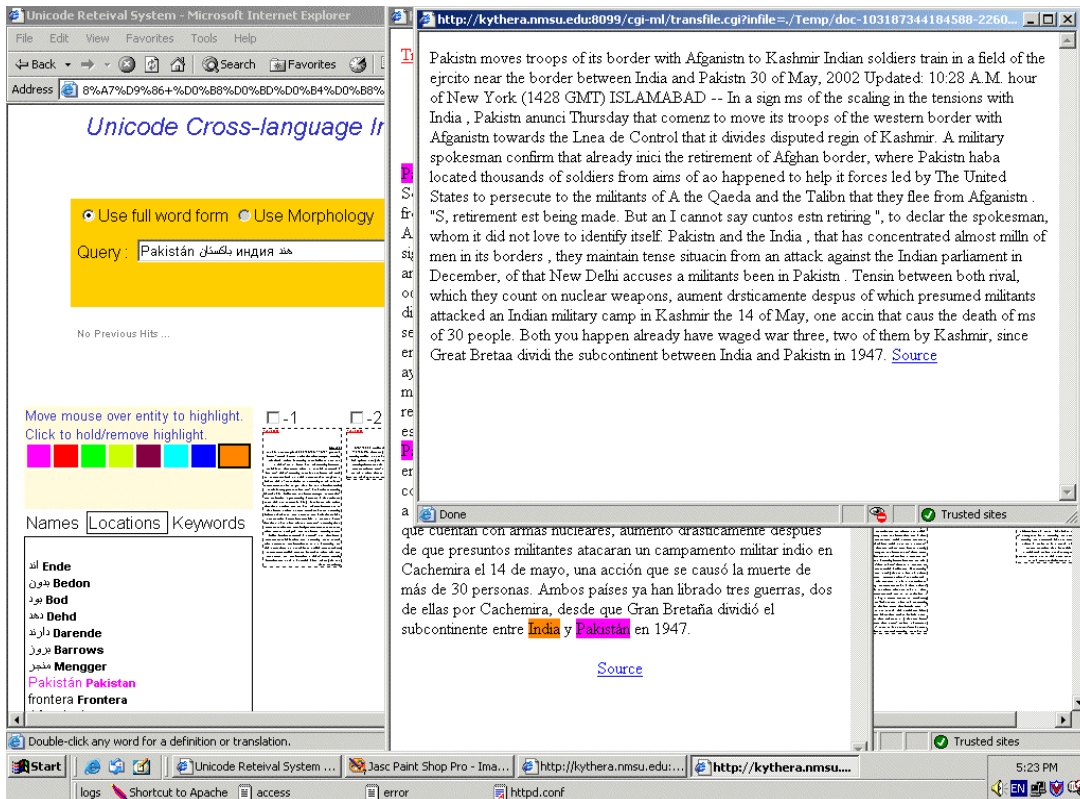 Unicode Reteival System - Microsoft Internet Explorer
File Edit View Favorites Tools Help
Back Search Favorites
Address 8%A7%D9%86+%D0%B8%D0%BD%D0%B4%D0%B8%
Unicode Cross-language
Use full word form Use Morphology
Query : Pakistán باكستان индия هند
No Previous Hits ...
Move mouse over entity to highlight.
Click to hold/remove highlight.
-1 -2
Names Locations Keywords
اند Ende
بدون Bedon
بود Bod
دهد Dehd
دارند Darende
بروز Barrows
منجر Mengger
Pakistán Pakistan
frontera Frontera
Double-click any word for a definition or translation.
http://kythera.nmsu.edu:8099/cgi-ml/transfile.cgi?infile=./Temp/doc-103187344184588-2260...
Pakistn moves troops of its border with Afganistn to Kashmir Indian soldiers train in a field of the
ejrcito near the border between India and Pakistn 30 of May, 2002 Updated: 10:28 A.M. hour
of New York (1428 GMT) ISLAMABAD -- In a sign ms of the scaling in the tensions with
India , Pakistn anunci Thursday that comenz to move its troops of the western border with
Afganistn towards the Lnea de Control that it divides disputed regin of Kashmir. A military
spokesman confirm that already inici the retirement of Afghan border, where Pakistn haba
located thousands of soldiers from aims of ao happened to help it forces led by The United
States to persecute to the militants of A the Qaeda and the Talibn that they flee from Afganistn .
"S, retirement est being made. But an I cannot say cuntos estn retiring ", to declar the spokesman,
whom it did not love to identify itself. Pakistn and the India , that has concentrated almost milln of
men in its borders , they maintain tense situacin from an attack against the Indian parliament in
December, of that New Delhi accuses a militants been in Pakistn . Tensin between both rival,
which they count on nuclear weapons, aument drsticamente despus of which presumed militants
attacked an Indian military camp in Kashmir the 14 of May, one accin that caus the death of ms
of 30 people. Both you happen already have waged war three, two of them by Kashmir, since
Great Bretaa dividi the subcontinent between India and Pakistn in 1947. Source
Done Trusted sites
que cuentan con armas nucleares, aumentó drásticamente después
de que presuntos militantes atacaran un campamento militar indio en
Cachemira el 14 de mayo, una acción que se causó la muerte de
más de 30 personas. Ambos países ya han librado tres guerras, dos
de ellas por Cachemira, desde que Gran Bretaña dividió el
subcontinente entre India y Pakistán en 1947.
Source
Trusted sites
Start Unicode Reteival System ... Jasc Paint Shop Pro - Ima... http://kythera.nmsu.edu:... http://kythera.nmsu....
logs Shortcut to Apache access error httpd.conf
EN 5:23 PM